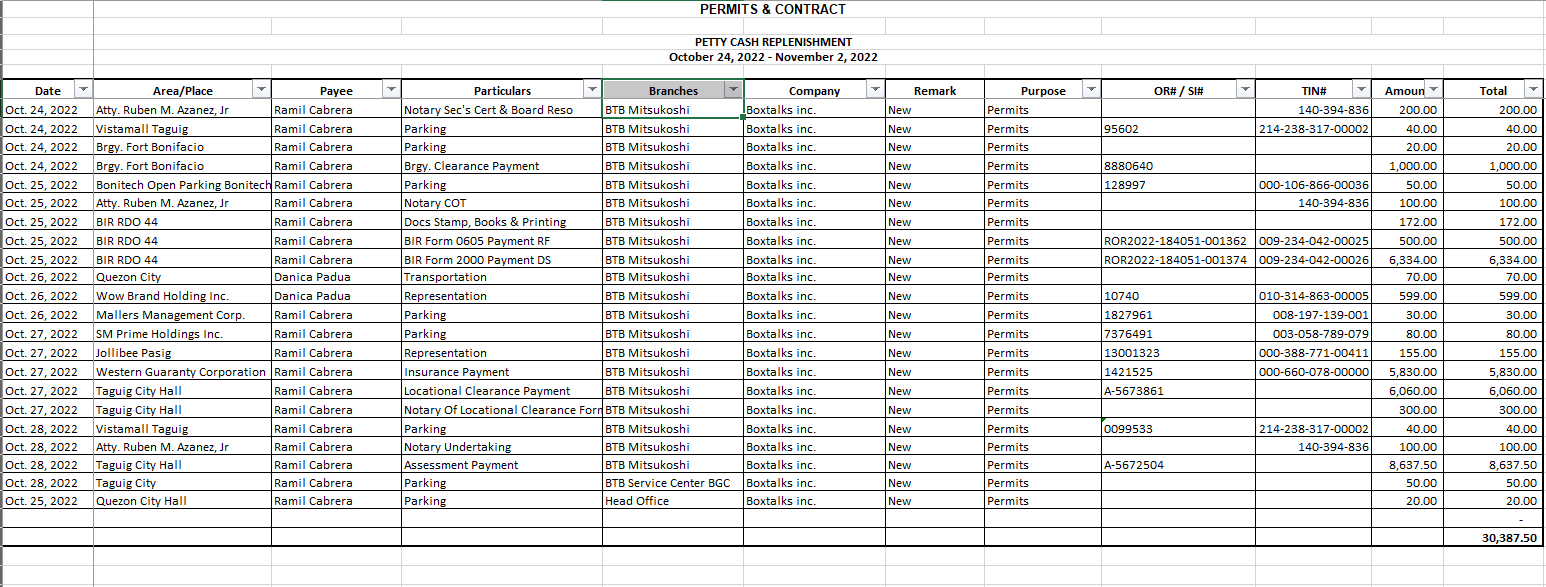 PERMITS & CONTRACT
PETTY CASH REPLENISHMENT
October 24, 2022 - November 2, 2022
Date Area/Place Payee Particulars Branches Company Remark Purpose OR# / SI# TIN# Amoun Total
Oct. 24, 2022 Atty. Ruben M. Azanez, Jr Ramil Cabrera Notary Sec's Cert & Board Reso BTB Mitsukoshi Boxtalks inc. New Permits 140-394-836 200.00 200.00
Oct. 24, 2022 Vistamall Taguig Ramil Cabrera Parking BTB Mitsukoshi Boxtalks inc. New Permits 95602 214-238-317-00002 40.00 40.00
Oct. 24, 2022 Brgy. Fort Bonifacio Ramil Cabrera Parking BTB Mitsukoshi Boxtalks inc. New Permits 20.00 20.00
Oct. 24, 2022 Brgy. Fort Bonifacio Ramil Cabrera Brgy. Clearance Payment BTB Mitsukoshi Boxtalks inc. New Permits 8880640 1,000.00 1,000.00
Oct. 25, 2022 Bonitech Open Parking Bonitech Ramil Cabrera Parking BTB Mitsukoshi Boxtalks inc. New Permits 128997 000-106-866-00036 50.00 50.00
Oct. 25, 2022 Atty. Ruben M. Azanez, Jr Ramil Cabrera Notary COT BTB Mitsukoshi Boxtalks inc. New Permits 140-394-836 100.00 100.00
Oct. 25, 2022 BIR RDO 44 Ramil Cabrera Docs Stamp, Books & Printing BTB Mitsukoshi Boxtalks inc. New Permits 172.00 172.00
Oct. 25, 2022 BIR RDO 44 Ramil Cabrera BIR Form 0605 Payment RF BTB Mitsukoshi Boxtalks inc. New Permits ROR2022-184051-001362 009-234-042-00025 500.00 500.00
Oct. 25, 2022 BIR RDO 44 Ramil Cabrera BIR Form 2000 Payment DS BTB Mitsukoshi Boxtalks inc. New Permits ROR2022-184051-001374 009-234-042-00026 6,334.00 6,334.00
Oct. 26, 2022 Quezon City Danica Padua Transportation BTB Mitsukoshi Boxtalks inc. New Permits 70.00 70.00
Oct. 26, 2022 Wow Brand Holding Inc. Danica Padua Representation BTB Mitsukoshi Boxtalks inc. New Permits 10740 010-314-863-00005 599.00 599.00
Oct. 26, 2022 Mallers Management Corp. Ramil Cabrera Parking BTB Mitsukoshi Boxtalks inc. New Permits 1827961 008-197-139-001 30.00 30.00
Oct. 27, 2022 SM Prime Holdings Inc. Ramil Cabrera Parking BTB Mitsukoshi Boxtalks inc. New Permits 7376491 003-058-789-079 80.00 80.00
Oct. 27, 2022 Jollibee Pasig Ramil Cabrera Representation BTB Mitsukoshi Boxtalks inc. New Permits 13001323 000-388-771-00411 155.00 155.00
Oct. 27, 2022 Western Guaranty Corporation Ramil Cabrera Insurance Payment BTB Mitsukoshi Boxtalks inc. New Permits 1421525 000-660-078-00000 5,830.00 5,830.00
Oct. 27, 2022 Taguig City Hall Ramil Cabrera Locational Clearance Payment BTB Mitsukoshi Boxtalks inc. New Permits A-5673861 6,060.00 6,060.00
Oct. 27, 2022 Taguig City Hall Ramil Cabrera Notary Of Locational Clearance Form BTB Mitsukoshi Boxtalks inc. New Permits 300.00 300.00
Oct. 28, 2022 Vistamall Taguig Ramil Cabrera Parking BTB Mitsukoshi Boxtalks inc. New Permits 0099533 214-238-317-00002 40.00 40.00
Oct. 28, 2022 Atty. Ruben M. Azanez, Jr Ramil Cabrera Notary Undertaking BTB Mitsukoshi Boxtalks inc. New Permits 140-394-836 100.00 100.00
Oct. 28, 2022 Taguig City Hall Ramil Cabrera Assessment Payment BTB Mitsukoshi Boxtalks inc. New Permits A-5672504 8,637.50 8,637.50
Oct. 28, 2022 Taguig City Ramil Cabrera Parking BTB Service Center BGC Boxtalks inc. New Permits 50.00 50.00
Oct. 25, 2022 Quezon City Hall Ramil Cabrera Parking Head Office Boxtalks inc. New Permits 20.00 20.00
-
30,387.50